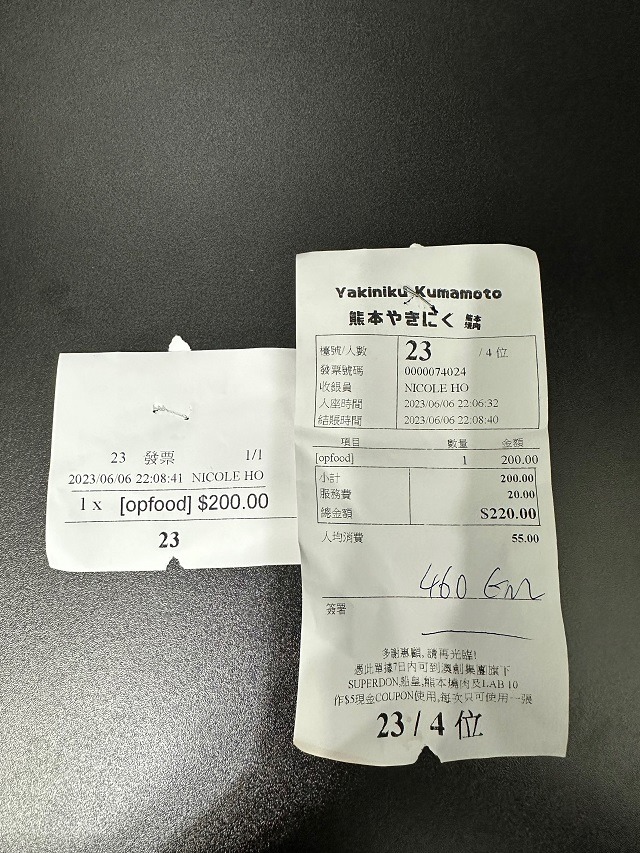 23 發票 1/1
2023/06/06 22:08:41 NICOLE HO
1 x [opfood] $200.00
23
Yakiniku Kumamoto
熊本やきにく 熊本燒肉
檯號/人數 23 /4 位
發票號碼 0000074024
收銀員 NICOLE HO
入座時間 2023/06/06 22:06:32
結賬時間 2023/06/06 22:08:40
項目 數量 金額
[opfood] 1 200.00
小計 200.00
服務費 20.00
總金額 $220.00
人均消費 55.00
460
簽署
多謝惠顧, 請再光臨!
憑此單據7日內可到澳創集團旗下
SUPERDON,船皇,熊本燒肉及LAB 10
作$5現金COUPON使用,每次只可使用一張
23 / 4 位